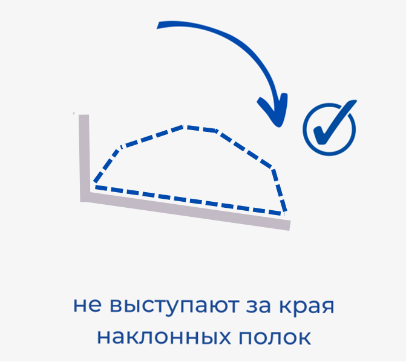 не выступают за края
наклонных полок